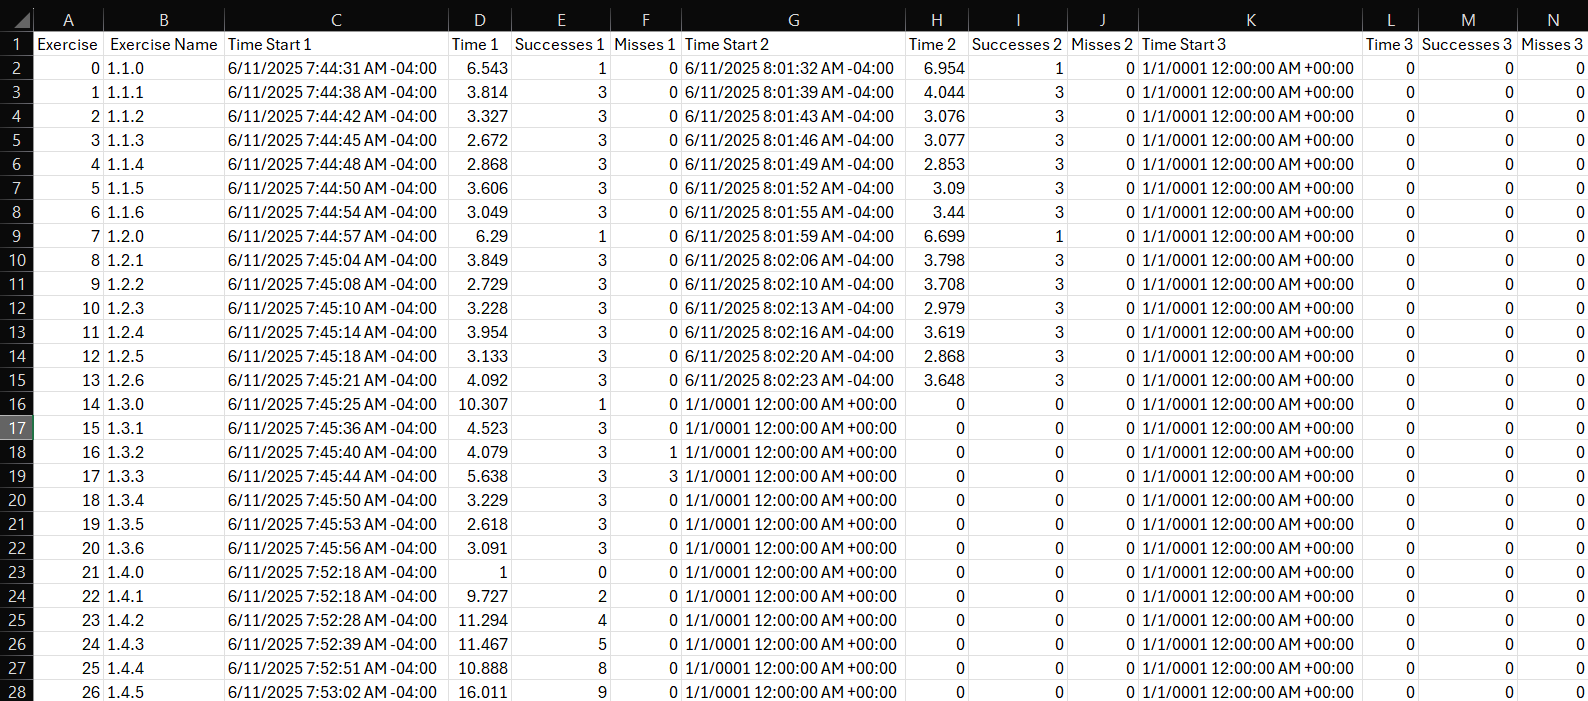 A B C D E F G H I J K L M N
1 Exercise Exercise Name Time Start 1 Time 1 Successes 1 Misses 1 Time Start 2 Time 2 Successes 2 Misses 2 Time Start 3 Time 3 Successes 3 Misses 3
2 0 1.1.0 6/11/2025 7:44:31 AM -04:00 6.543 1 0 6/11/2025 8:01:32 AM -04:00 6.954 1 0 1/1/0001 12:00:00 AM +00:00 0 0 0
3 1 1.1.1 6/11/2025 7:44:38 AM -04:00 3.814 3 0 6/11/2025 8:01:39 AM -04:00 4.044 3 0 1/1/0001 12:00:00 AM +00:00 0 0 0
4 2 1.1.2 6/11/2025 7:44:42 AM -04:00 3.327 3 0 6/11/2025 8:01:43 AM -04:00 3.076 3 0 1/1/0001 12:00:00 AM +00:00 0 0 0
5 3 1.1.3 6/11/2025 7:44:45 AM -04:00 2.672 3 0 6/11/2025 8:01:46 AM -04:00 3.077 3 0 1/1/0001 12:00:00 AM +00:00 0 0 0
6 4 1.1.4 6/11/2025 7:44:48 AM -04:00 2.868 3 0 6/11/2025 8:01:49 AM -04:00 2.853 3 0 1/1/0001 12:00:00 AM +00:00 0 0 0
7 5 1.1.5 6/11/2025 7:44:50 AM -04:00 3.606 3 0 6/11/2025 8:01:52 AM -04:00 3.09 3 0 1/1/0001 12:00:00 AM +00:00 0 0 0
8 6 1.1.6 6/11/2025 7:44:54 AM -04:00 3.049 3 0 6/11/2025 8:01:55 AM -04:00 3.44 3 0 1/1/0001 12:00:00 AM +00:00 0 0 0
9 7 1.2.0 6/11/2025 7:44:57 AM -04:00 6.29 1 0 6/11/2025 8:01:59 AM -04:00 6.699 1 0 1/1/0001 12:00:00 AM +00:00 0 0 0
10 8 1.2.1 6/11/2025 7:45:04 AM -04:00 3.849 3 0 6/11/2025 8:02:06 AM -04:00 3.798 3 0 1/1/0001 12:00:00 AM +00:00 0 0 0
11 9 1.2.2 6/11/2025 7:45:08 AM -04:00 2.729 3 0 6/11/2025 8:02:10 AM -04:00 3.708 3 0 1/1/0001 12:00:00 AM +00:00 0 0 0
12 10 1.2.3 6/11/2025 7:45:10 AM -04:00 3.228 3 0 6/11/2025 8:02:13 AM -04:00 2.979 3 0 1/1/0001 12:00:00 AM +00:00 0 0 0
13 11 1.2.4 6/11/2025 7:45:14 AM -04:00 3.954 3 0 6/11/2025 8:02:16 AM -04:00 3.619 3 0 1/1/0001 12:00:00 AM +00:00 0 0 0
14 12 1.2.5 6/11/2025 7:45:18 AM -04:00 3.133 3 0 6/11/2025 8:02:20 AM -04:00 2.868 3 0 1/1/0001 12:00:00 AM +00:00 0 0 0
15 13 1.2.6 6/11/2025 7:45:21 AM -04:00 4.092 3 0 6/11/2025 8:02:23 AM -04:00 3.648 3 0 1/1/0001 12:00:00 AM +00:00 0 0 0
16 14 1.3.0 6/11/2025 7:45:25 AM -04:00 10.307 1 0 1/1/0001 12:00:00 AM +00:00 0 0 0 1/1/0001 12:00:00 AM +00:00 0 0 0
17 15 1.3.1 6/11/2025 7:45:36 AM -04:00 4.523 3 0 1/1/0001 12:00:00 AM +00:00 0 0 0 1/1/0001 12:00:00 AM +00:00 0 0 0
18 16 1.3.2 6/11/2025 7:45:40 AM -04:00 4.079 3 1 1/1/0001 12:00:00 AM +00:00 0 0 0 1/1/0001 12:00:00 AM +00:00 0 0 0
19 17 1.3.3 6/11/2025 7:45:44 AM -04:00 5.638 3 3 1/1/0001 12:00:00 AM +00:00 0 0 0 1/1/0001 12:00:00 AM +00:00 0 0 0
20 18 1.3.4 6/11/2025 7:45:50 AM -04:00 3.229 3 0 1/1/0001 12:00:00 AM +00:00 0 0 0 1/1/0001 12:00:00 AM +00:00 0 0 0
21 19 1.3.5 6/11/2025 7:45:53 AM -04:00 2.618 3 0 1/1/0001 12:00:00 AM +00:00 0 0 0 1/1/0001 12:00:00 AM +00:00 0 0 0
22 20 1.3.6 6/11/2025 7:45:56 AM -04:00 3.091 3 0 1/1/0001 12:00:00 AM +00:00 0 0 0 1/1/0001 12:00:00 AM +00:00 0 0 0
23 21 1.4.0 6/11/2025 7:52:18 AM -04:00 1 0 0 1/1/0001 12:00:00 AM +00:00 0 0 0 1/1/0001 12:00:00 AM +00:00 0 0 0
24 22 1.4.1 6/11/2025 7:52:18 AM -04:00 9.727 2 0 1/1/0001 12:00:00 AM +00:00 0 0 0 1/1/0001 12:00:00 AM +00:00 0 0 0
25 23 1.4.2 6/11/2025 7:52:28 AM -04:00 11.294 4 0 1/1/0001 12:00:00 AM +00:00 0 0 0 1/1/0001 12:00:00 AM +00:00 0 0 0
26 24 1.4.3 6/11/2025 7:52:39 AM -04:00 11.467 5 0 1/1/0001 12:00:00 AM +00:00 0 0 0 1/1/0001 12:00:00 AM +00:00 0 0 0
27 25 1.4.4 6/11/2025 7:52:51 AM -04:00 10.888 8 0 1/1/0001 12:00:00 AM +00:00 0 0 0 1/1/0001 12:00:00 AM +00:00 0 0 0
28 26 1.4.5 6/11/2025 7:53:02 AM -04:00 16.011 9 0 1/1/0001 12:00:00 AM +00:00 0 0 0 1/1/0001 12:00:00 AM +00:00 0 0 0